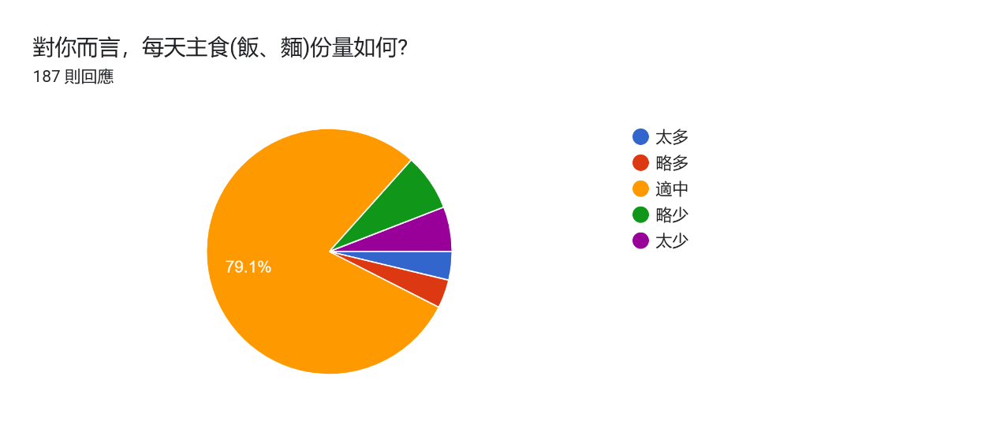 對你而言，每天主食(飯、麵)份量如何?
187 則回應
太多
略多
適中
略少
太少
79.1%